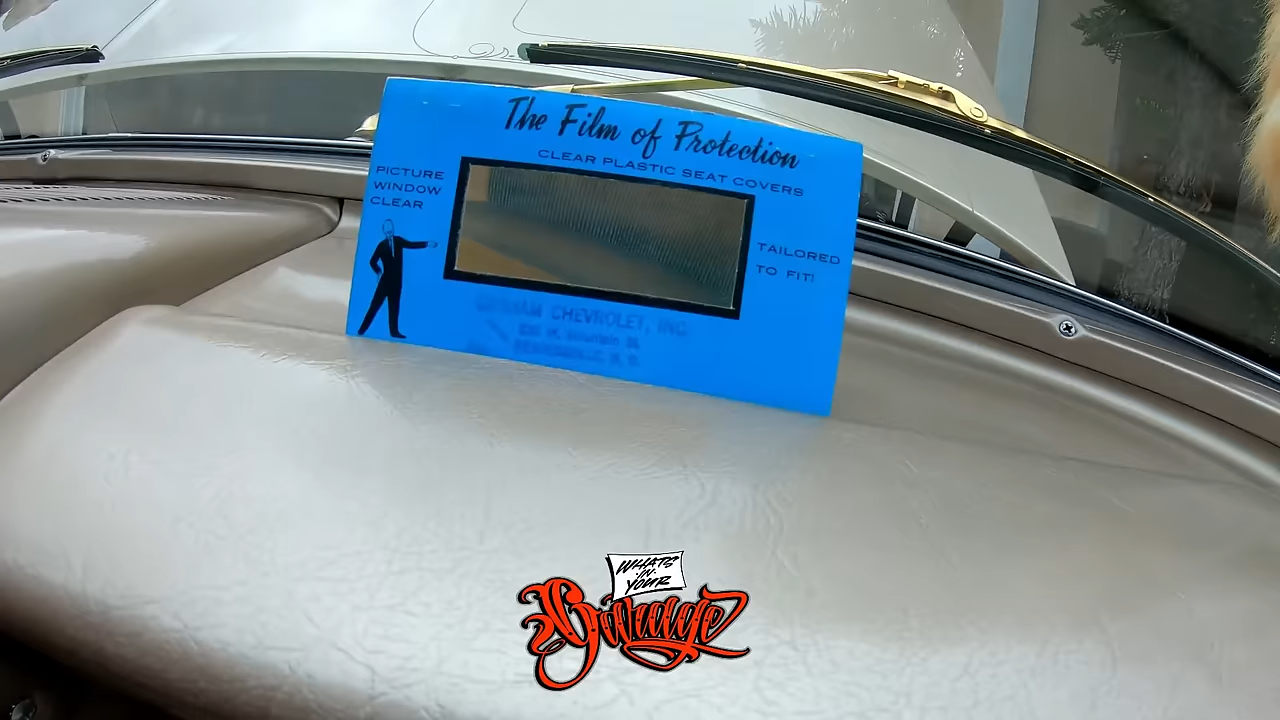 The Film of Protection
CLEAR PLASTIC SEAT COVERS
PICTURE
WINDOW
CLEAR
TAILORED
TO FIT!
CHEVROLET, INC.
WHATS
IN
YOUR
Garage